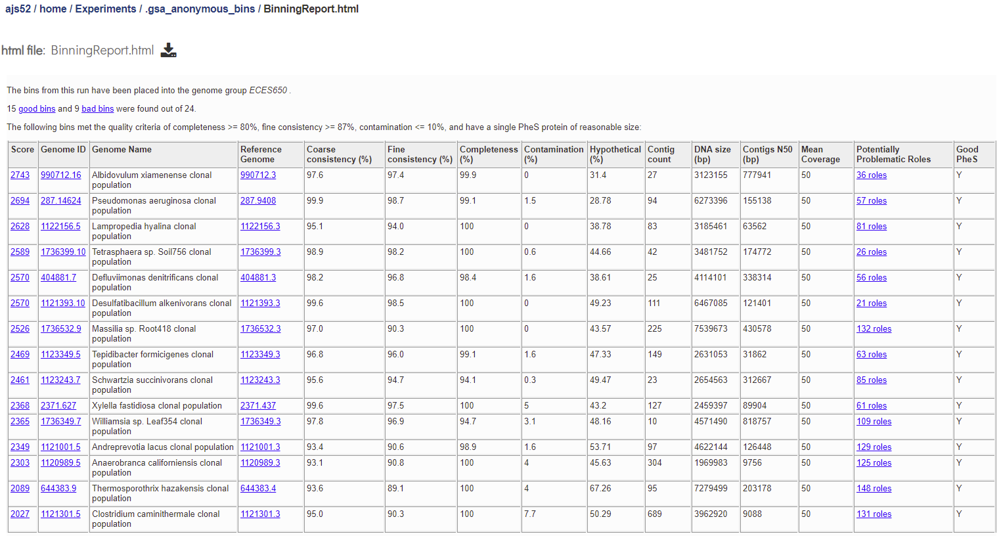 ajs52 / home / Experiments / .gsa_anonymous_bins / BinningReport.html
html file: BinningReport.html
The bins from this run have been placed into the genome group ECES650 .
15 good bins and 9 bad bins were found out of 24.
The following bins met the quality criteria of completeness >= 80%, fine consistency >= 87%, contamination <= 10%, and have a single PheS protein of reasonable size:
Score Genome ID Genome Name Reference Genome Coarse consistency (%) Fine consistency (%) Completeness (%) Contamination (%) Hypothetical (%) Contig count DNA size (bp) Contigs N50 (bp) Mean Coverage Potentially Problematic Roles Good PheS
2743 990712.16 Albidovulum xiamenense clonal population 990712.3 97.6 97.4 99.9 0 31.4 27 3123155 777941 50 36 roles Y
2694 287.14624 Pseudomonas aeruginosa clonal population 287.9408 99.9 98.7 99.1 1.5 28.78 94 6273396 155138 50 57 roles Y
2628 1122156.5 Lampropedia hyalina clonal population 1122156.3 95.1 94.0 100 0 38.78 83 3185461 63562 50 81 roles Y
2589 1736399.10 Tetrasphaera sp. Soil756 clonal population 1736399.3 98.9 98.2 100 0.6 44.66 42 3481752 174772 50 26 roles Y
2570 404881.7 Defluviimonas denitrificans clonal population 404881.3 98.2 96.8 98.4 1.6 38.61 25 4114101 338314 50 56 roles Y
2570 1121393.10 Desulfatibacillum alkenivorans clonal population 1121393.3 99.6 98.5 100 0 49.23 111 6467085 121401 50 21 roles Y
2526 1736532.9 Massilia sp. Root418 clonal population 1736532.3 97.0 90.3 100 0 43.57 225 7539673 430578 50 132 roles Y
2469 1123349.5 Tepidibacter formicigenes clonal population 1123349.3 96.8 96.0 99.1 1.6 47.33 149 2631053 31862 50 63 roles Y
2461 1123243.7 Schwartzia succinivorans clonal population 1123243.3 95.6 94.7 94.1 0.3 49.47 23 2654563 312667 50 85 roles Y
2368 2371.627 Xylella fastidiosa clonal population 2371.437 99.6 97.5 100 5 43.2 127 2459397 89904 50 61 roles Y
2365 1736349.7 Williamsia sp. Leaf354 clonal population 1736349.3 97.8 96.9 94.7 3.1 48.16 10 4571490 818757 50 109 roles Y
2349 1121001.5 Andreprevotia lacus clonal population 1121001.3 93.4 90.6 98.9 1.6 53.71 97 4622144 126448 50 129 roles Y
2303 1120989.5 Anaerobranca californiensis clonal population 1120989.3 93.1 90.8 100 4 45.63 304 1969983 9756 50 125 roles Y
2089 644383.9 Thermosporothrix hazakensis clonal population 644383.4 93.6 89.1 100 4 67.26 95 7279499 203178 50 148 roles Y
2027 1121301.5 Clostridium caminithermale clonal population 1121301.3 95.0 90.3 100 7.7 50.29 689 3962920 9088 50 131 roles Y